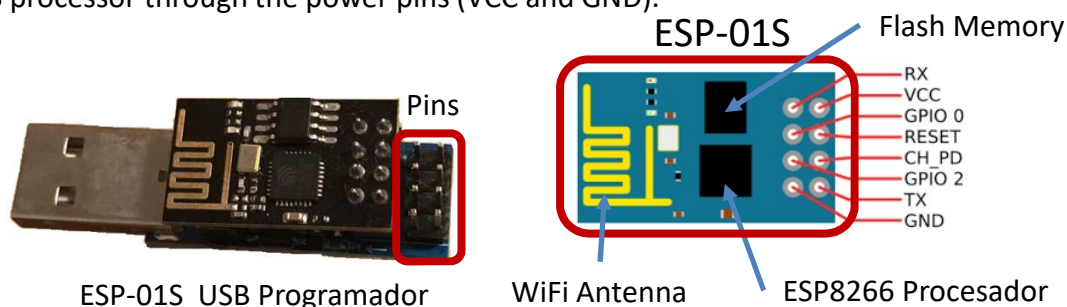 processor through the power pins (VCC and GND).
ESP-01S
Flash Memory
Pins
RX
VCC
GPIO 0
RESET
CH_PD
GPIO 2
TX
GND
ESP-01S USB Programador
WiFi Antenna
ESP8266 Procesador